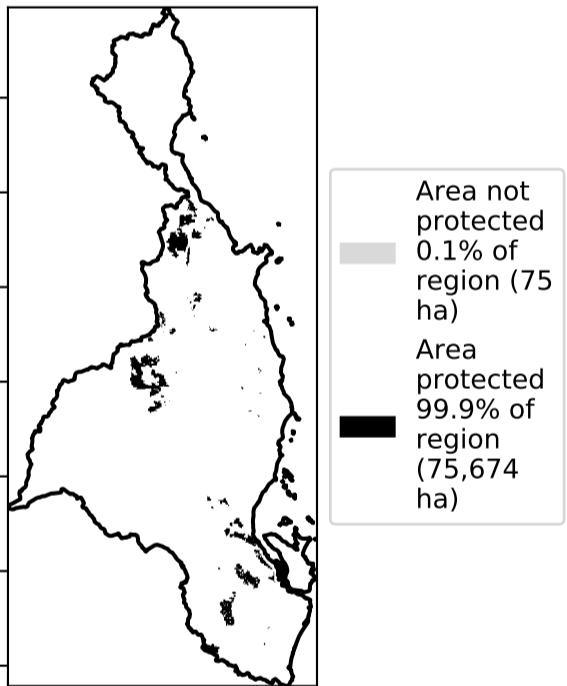 Area not
protected
0.1% of
region (75
ha)
Area
protected
99.9% of
region
(75,674
ha)